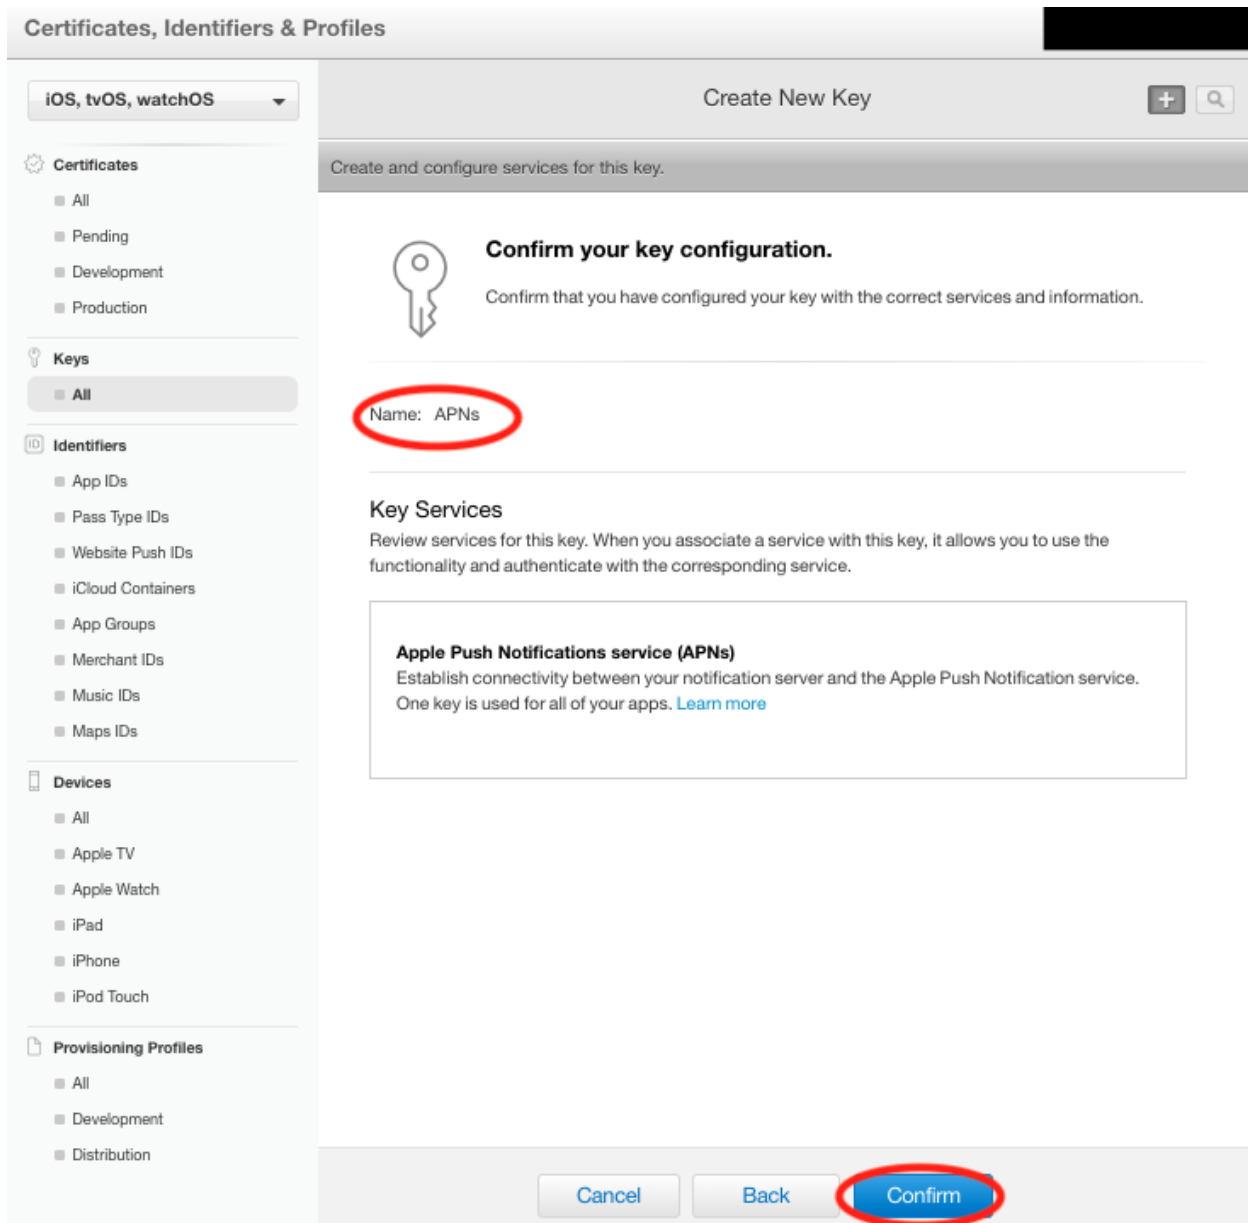 Certificates, Identifiers & Profiles
iOS, tvOS, watchOS
Certificates
All
Pending
Development
Production
Keys
All
ID
Identifiers
App IDs
Pass Type IDs
Website Push IDs
iCloud Containers
App Groups
Merchant IDs
Music IDs
Maps IDs
Devices
All
Apple TV
Apple Watch
iPad
iPhone
iPod Touch
Provisioning Profiles
All
Development
Distribution
Create New Key
Create and configure services for this key.
Confirm your key configuration.
Confirm that you have configured your key with the correct services and information.
Name: APNs
Key Services
Review services for this key. When you associate a service with this key, it allows you to use the
functionality and authenticate with the corresponding service.
Apple Push Notifications service (APNs)
Establish connectivity between your notification server and the Apple Push Notification service.
One key is used for all of your apps. Learn more
Cancel
Back
Confirm